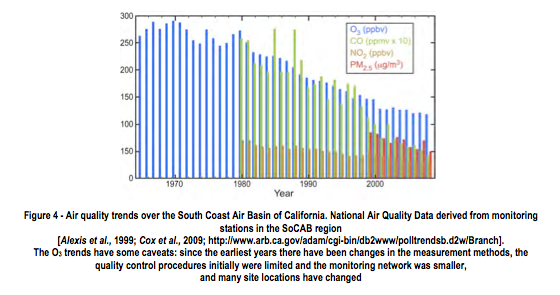 300
250
200
150
100
150
0
1970
1980
1990
2000
Year
O3 (ppbv)
CO (ppmv x 10)
NO2 (ppbv)
PM2.5 (µg/m3)
Figure 4 - Air quality trends over the South Coast Air Basin of California. National Air Quality Data derived from monitoring
stations in the SoCAB region
[Alexis et al., 1999; Cox et al., 2009; http://www.arb.ca.gov/adam/cgi-bin/db2www/polltrendsb.d2w/Branch].
The O3 trends have some caveats: since the earliest years there have been changes in the measurement methods, the
quality control procedures initially were limited and the monitoring network was smaller,
and many site locations have changed